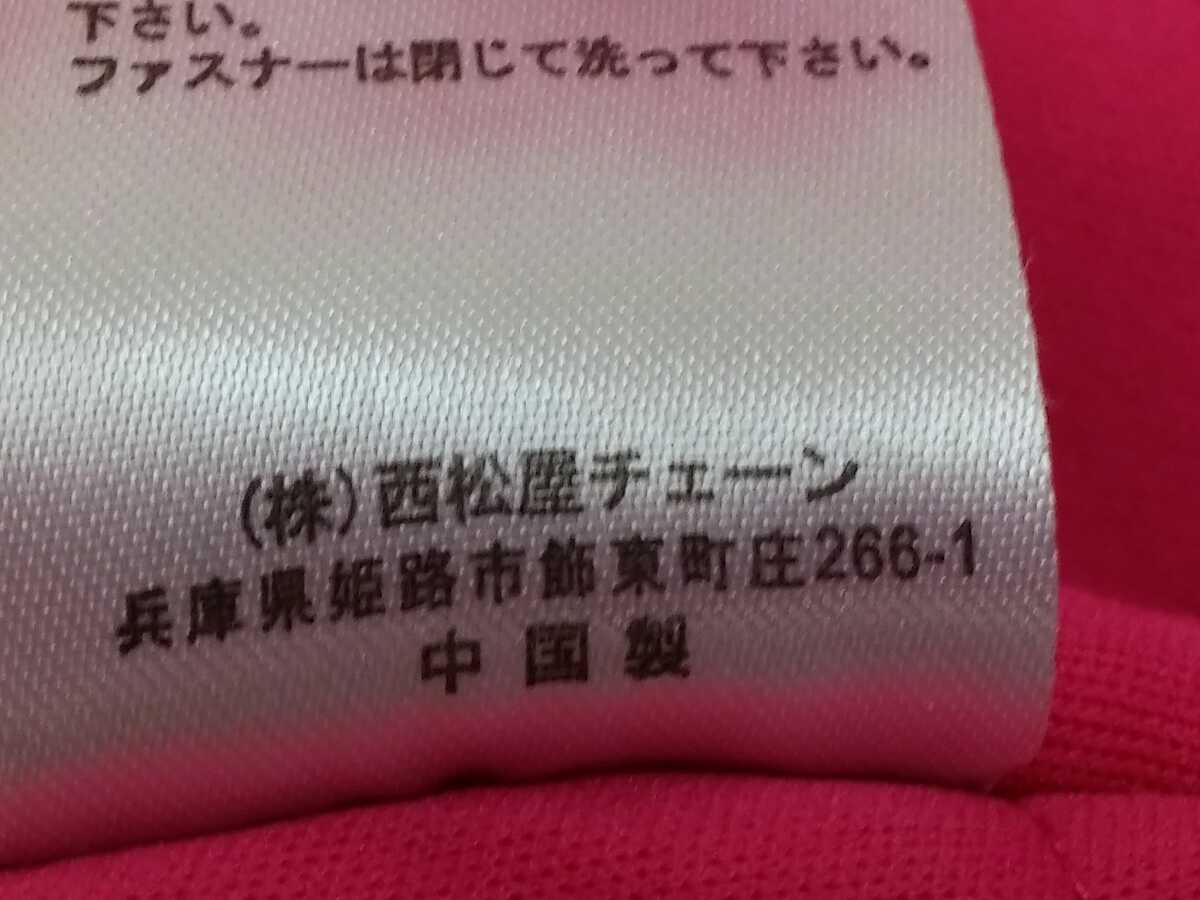 下さい。
ファスナーは閉じて洗って下さい。
(株)西松屋チェーン
兵庫県姫路市飾東町庄266-1
中国製